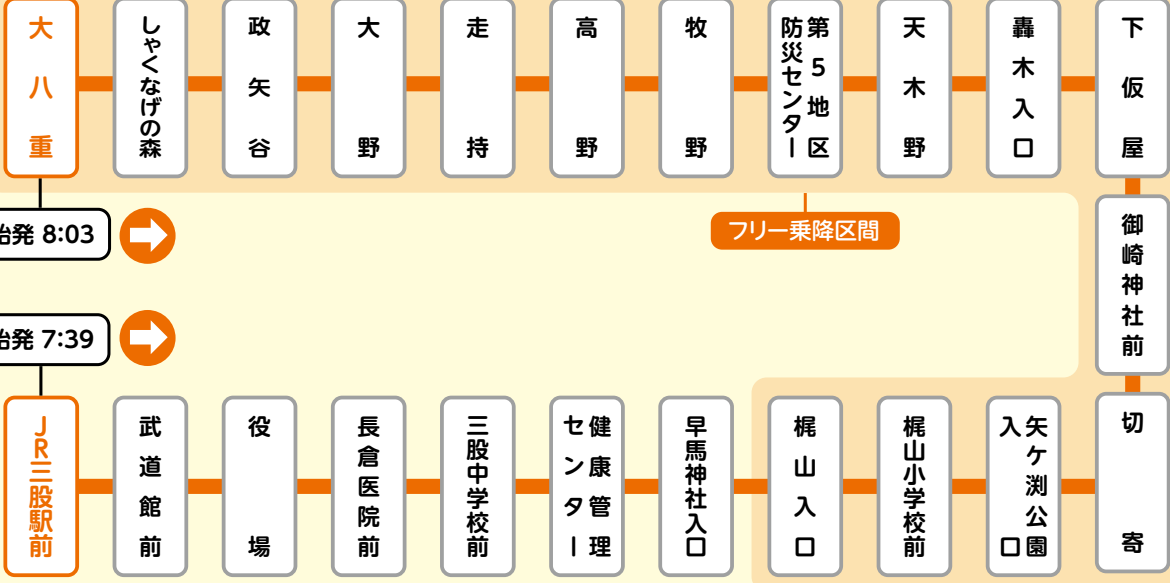 大八重
しゃくなげの森
政矢谷
大野
走持
高野
牧野
第5地区
防災センター
天木野
轟木入口
下仮屋
始発 8:03
フリー乗降区間
御崎神社前
始発 7:39
JR三股駅前
武道館前
役場
長倉医院前
三股中学校前
健康管理
センター
早馬神社入口
梶山入口
梶山小学校前
矢ケ渕公園
入口
切寄